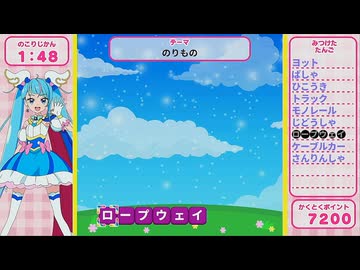 のこりじかん
1:48
テーマ
のりもの
みつけた
たんご
ヨット
ばしゃ
ひこうき
トラック
モノレール
じどうしゃ
ロープウェイ
ケーブルカー
さんりんしゃ
ロープウェイ
かくとくポイント
7200